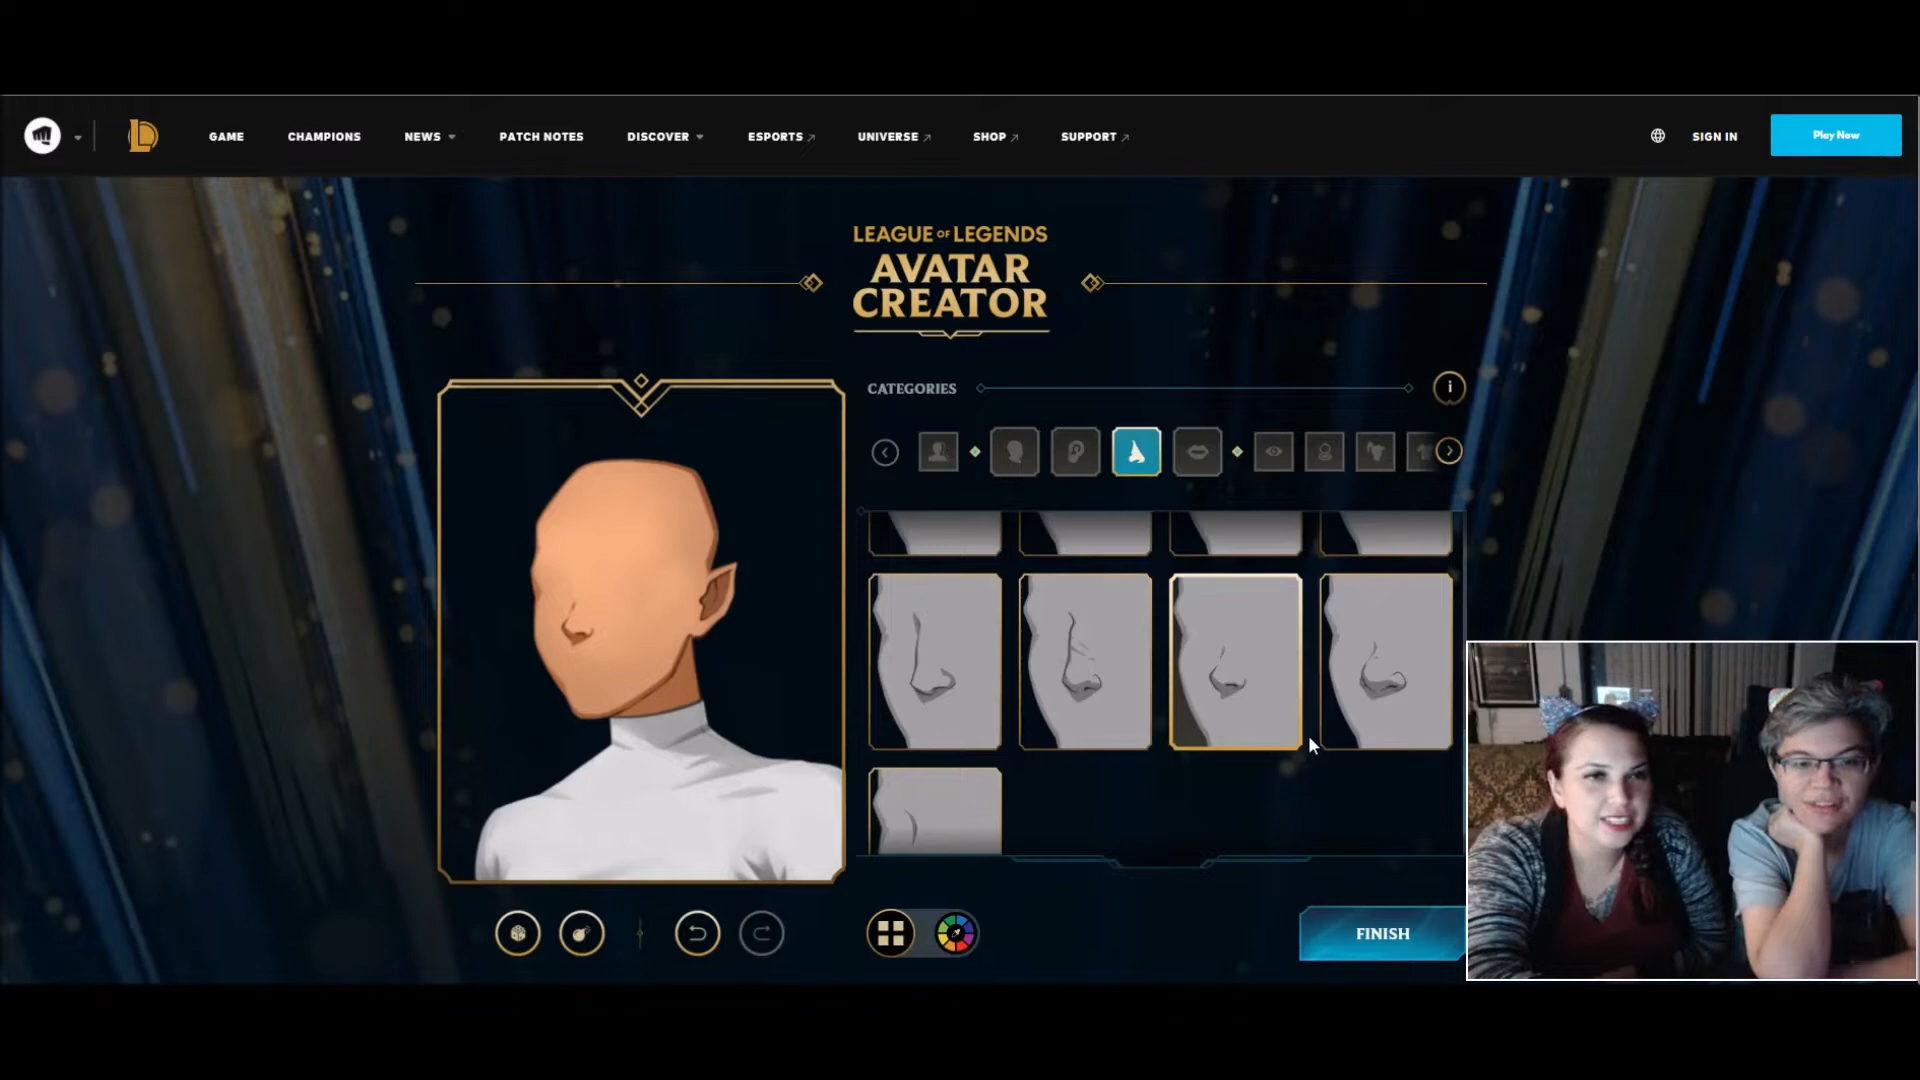 GAME CHAMPIONS NEWS PATCH NOTES DISCOVER ESPORTS UNIVERSE SHOP SUPPORT SIGN IN Play Now
LEAGUE OF LEGENDS
AVATAR
CREATOR
CATEGORIES
i
FINISH